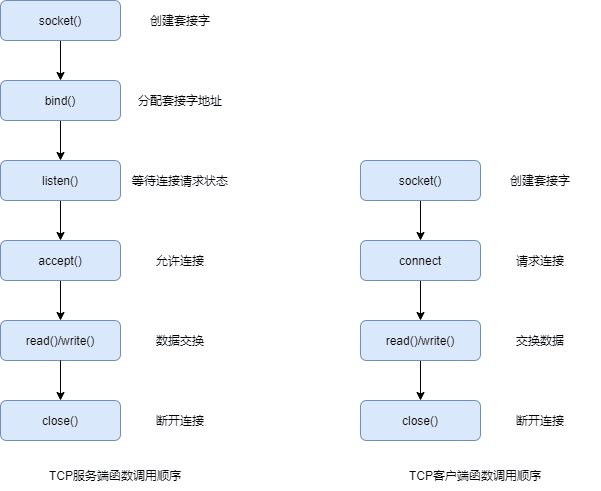 socket()
创建套接字
bind()
分配套接字地址
listen()
等待连接请求状态
accept()
允许连接
read()/write()
数据交换
close()
断开连接
TCP服务端函数调用顺序
socket()
创建套接字
connect
请求连接
read()/write()
交换数据
close()
断开连接
TCP客户端函数调用顺序